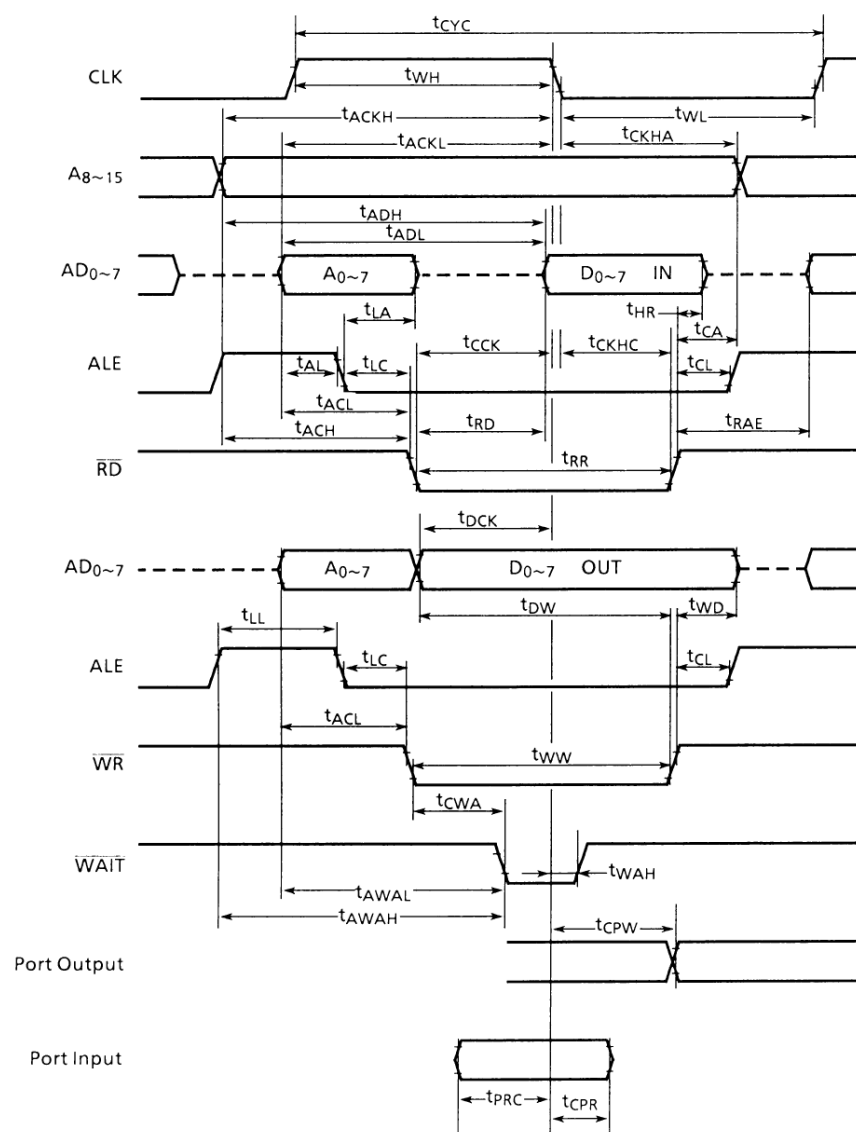 tCYC
CLK
tWH
tACKH
tWL
tACKL
tCKHA
A8~15
tADH
tADL
AD0~7
A0~7
D0~7 IN
tLA
tHR
tCA
tCCK
tCKHC
ALE
tAL
tLC
tCL
tACL
tACH
tRD
tRAE
RD
tRR
tDCK
AD0~7
A0~7
D0~7 OUT
tDW
tWD
tLL
ALE
tLC
tCL
tACL
WR
tWW
tCWA
WAIT
tWAH
tAWAL
tAWAH
tCPW
Port Output
Port Input
tPRC
tCPR